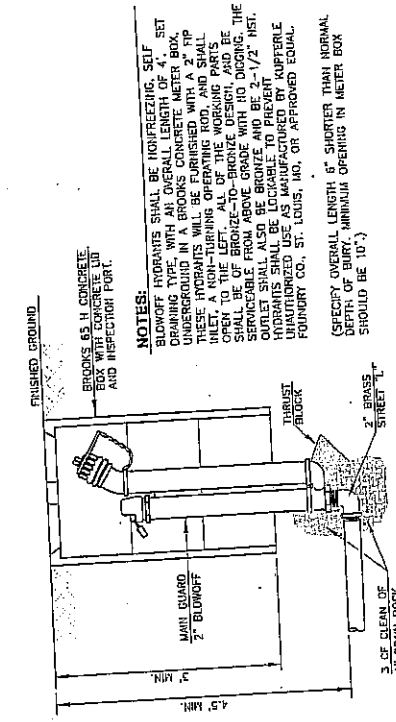 FINISHED GROUND
BROOKS 65 H CONCRETE
BOX WITH CONCRETE LID
AND INSPECTION PORT.
NOTES:
BLOWOFF HYDRANTS SHALL BE NONFREEZING, SELF
DRAINING TYPE, WITH AN OVERALL LENGTH OF 4'. SET
UNDERGROUND IN A BROOKS CONCRETE METER BOX,
THESE HYDRANTS WILL BE FURNISHED WITH A 2" FIP
INLET, A NON-TURNING OPERATING ROD, AND SHALL
OPEN TO THE LEFT. ALL OF THE WORKING PARTS
SHALL BE OF BRONZE-TO-BRONZE DESIGN, AND BE
SERVICEABLE FROM ABOVE GRADE WITH NO DIGGING. THE
OUTLET SHALL ALSO BE BRONZE AND BE 2-1/2" NST.
HYDRANTS SHALL BE LOCKABLE TO PREVENT
UNAUTHORIZED USE AS MANUFACTURED BY KUPFERLE
FOUNDRY CO., ST. LOUIS, MO, OR APPROVED EQUAL.
(SPECIFY OVERALL LENGTH 6" SHORTER THAN NORMAL
DEPTH OF BURY. MINIMUM OPENING IN METER BOX
SHOULD BE 10".)
MAIN GUARD
2" BLOWOFF
THRUST
BLOCK
2" BRASS
STREET "L"
3' MIN.
4.5' MIN.
3 CF CLEAN OF
DRAIN ROCK